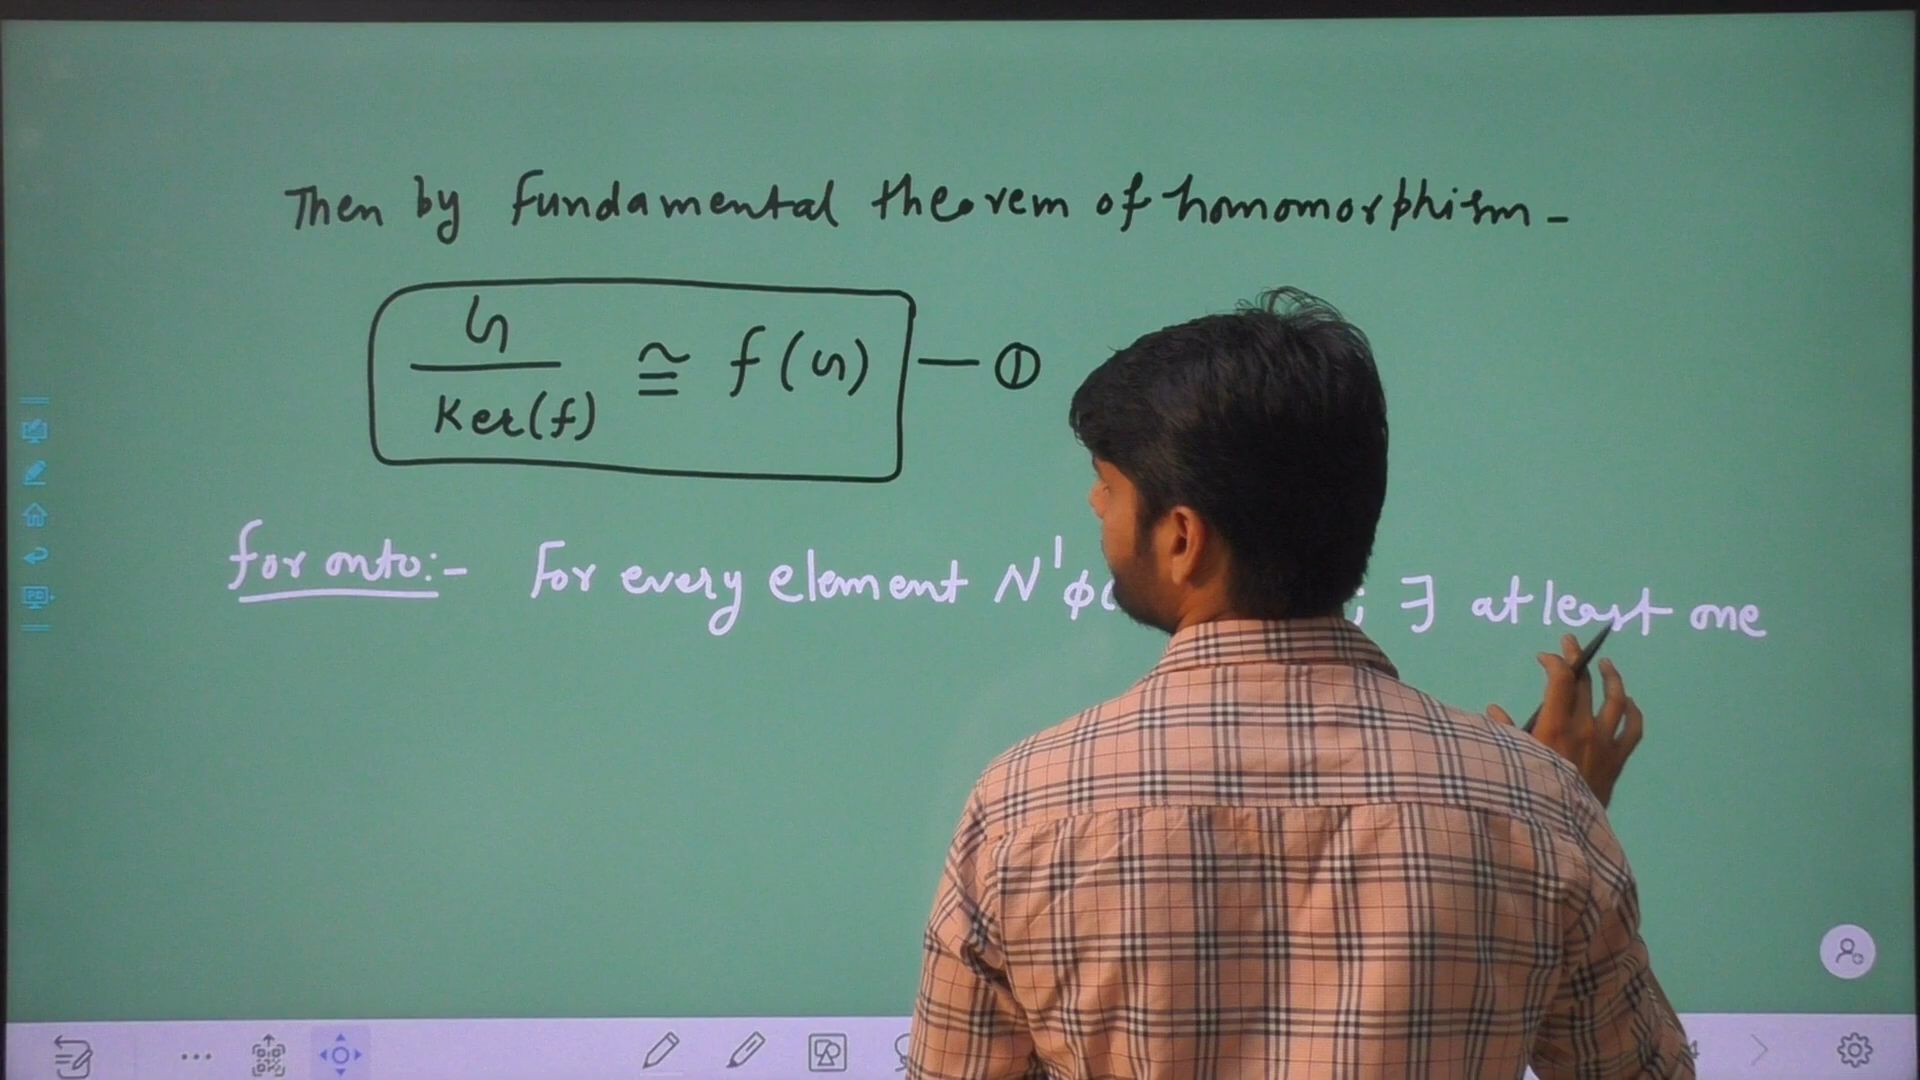 Then by fundamental theorem of homomorphism -
G / Ker(f) ≅ f(G) — ①
for onto:- For every element N'φ ; ∃ at least one